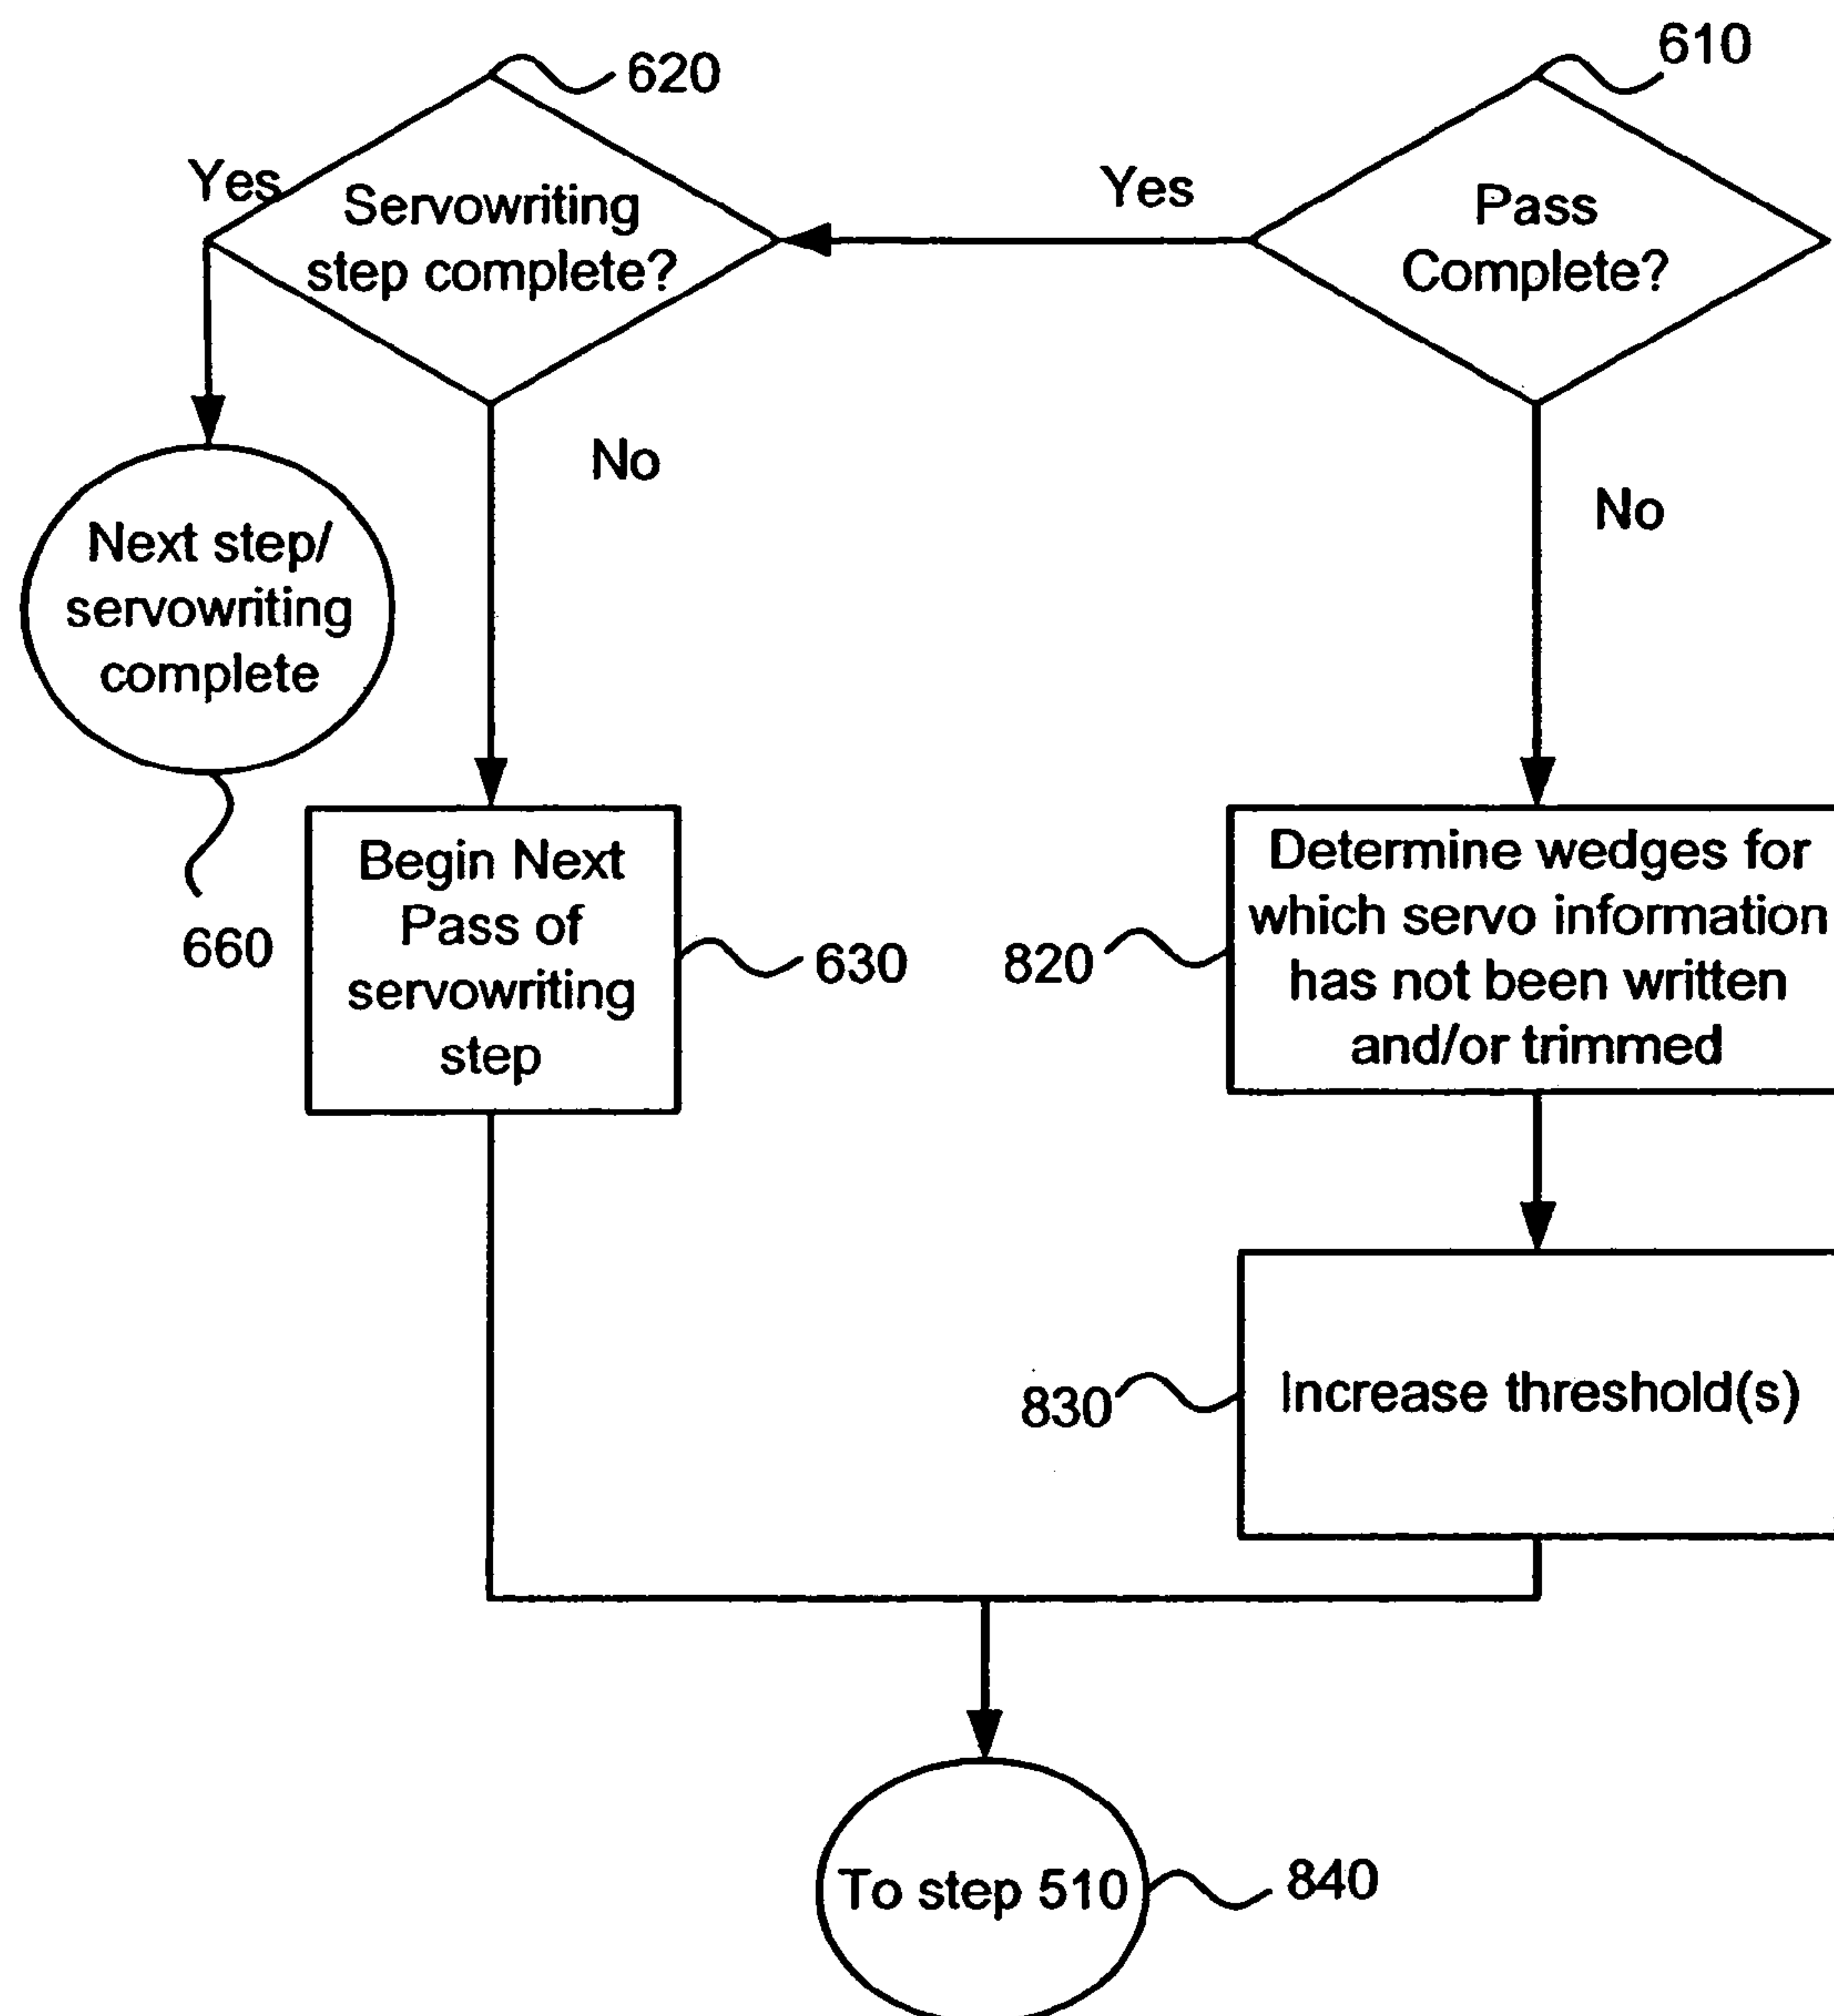 610
620
Yes
Servowriting
step complete?
Yes
Pass
Complete?
No
No
Next step/
servowriting
complete
660
Begin Next
Pass of
servowriting
step
630
820
Determine wedges for
which servo information
has not been written
and/or trimmed
830
Increase threshold(s)
To step 510
840